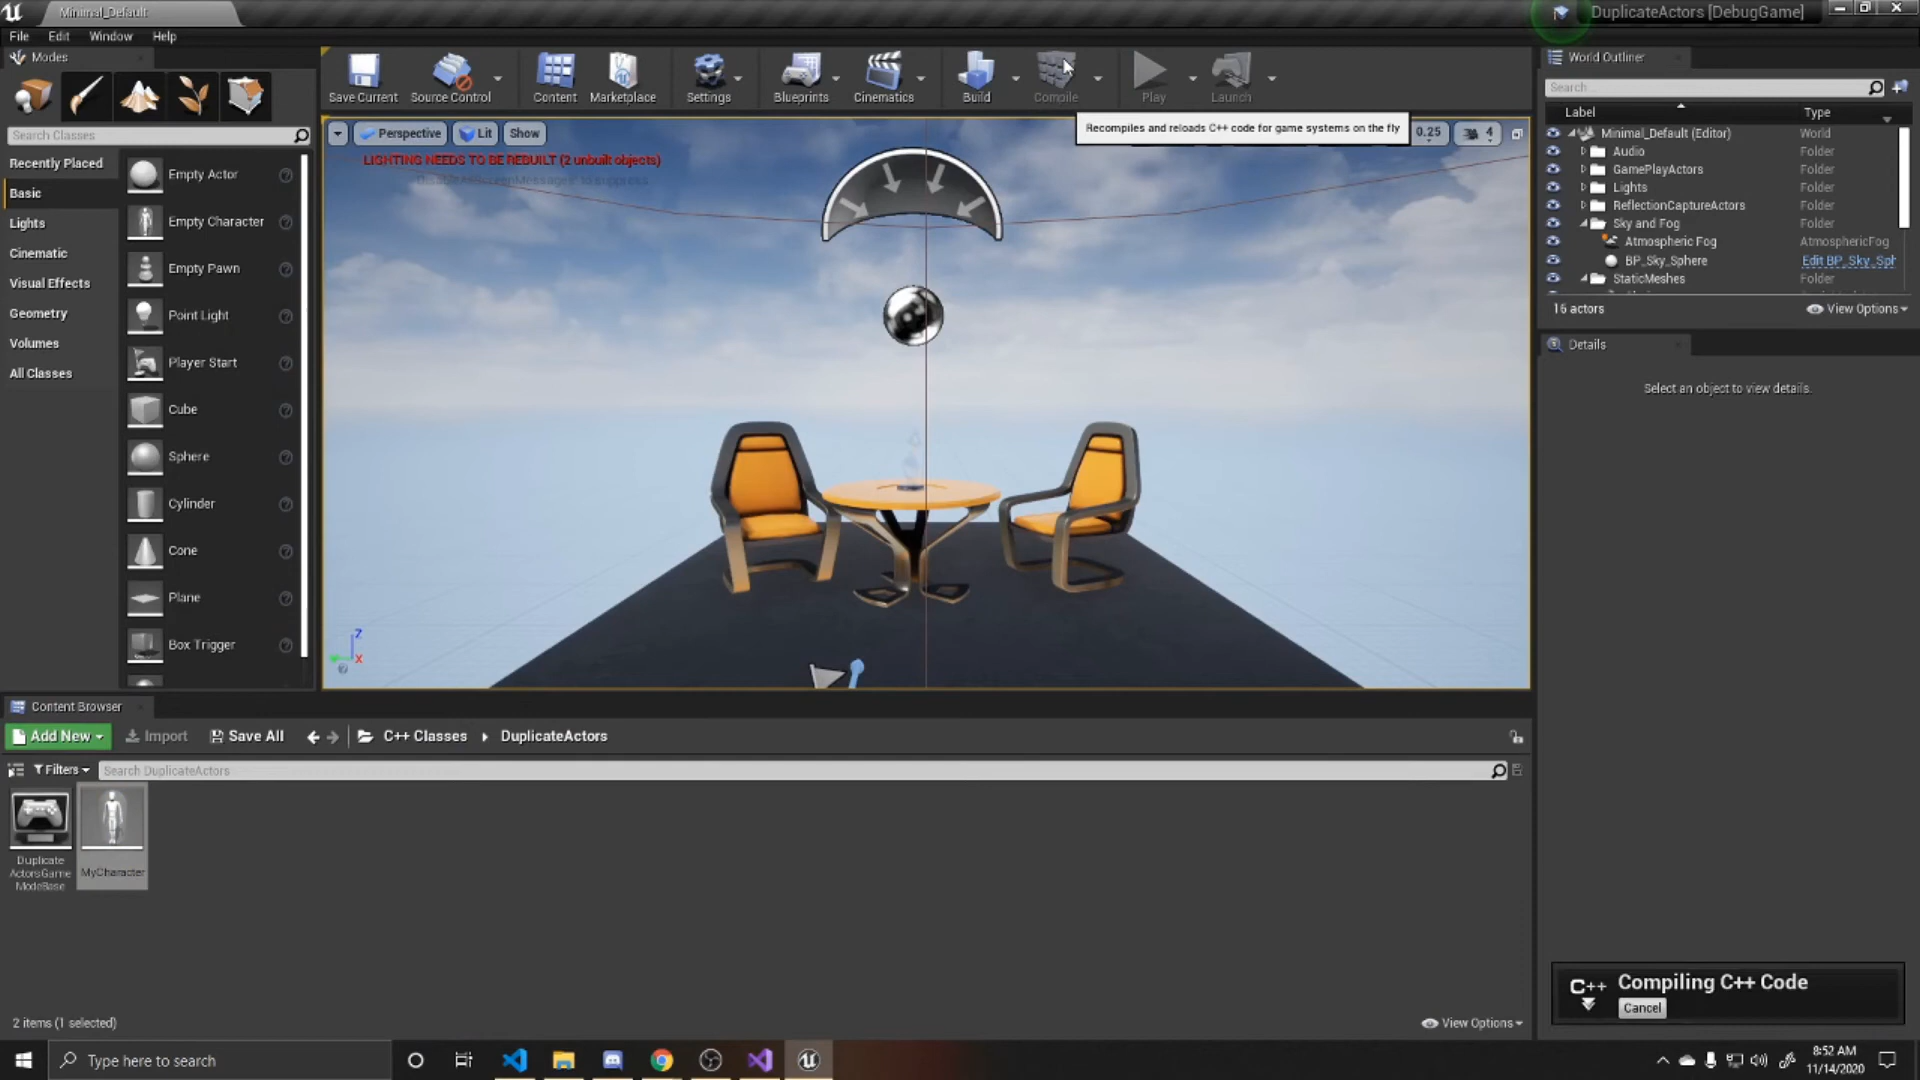 Minimal_Default
DuplicateActors [DebugGame]
File Edit Window Help
Modes
Search Classes
Recently Placed
Basic
Lights
Cinematic
Visual Effects
Geometry
Volumes
All Classes
Empty Actor
Empty Character
Empty Pawn
Point Light
Player Start
Cube
Sphere
Cylinder
Cone
Plane
Box Trigger
Save Current
Source Control
Content
Marketplace
Settings
Blueprints
Cinematics
Build
Compile
Play
Launch
Recompiles and reloads C++ code for game systems on the fly
Perspective
Lit
Show
0.25
4
LIGHTING NEEDS TO BE REBUILT (2 unbuilt objects)
'DisableAllScreenMessages' to suppress
Z
X
World Outliner
Search...
Label Type
Minimal_Default (Editor) World
Audio Folder
GamePlayActors Folder
Lights Folder
ReflectionCaptureActors Folder
Sky and Fog Folder
Atmospheric Fog AtmosphericFog
BP_Sky_Sphere Edit BP_Sky_Sph
StaticMeshes Folder
16 actors
View Options
Details
Select an object to view details.
Content Browser
Add New
Import
Save All
C++ Classes
DuplicateActors
Filters
Search DuplicateActors
Duplicate
ActorsGame
ModeBase
MyCharacter
2 items (1 selected)
View Options
C++
Compiling C++ Code
Cancel
Type here to search
8:52 AM
11/14/2020